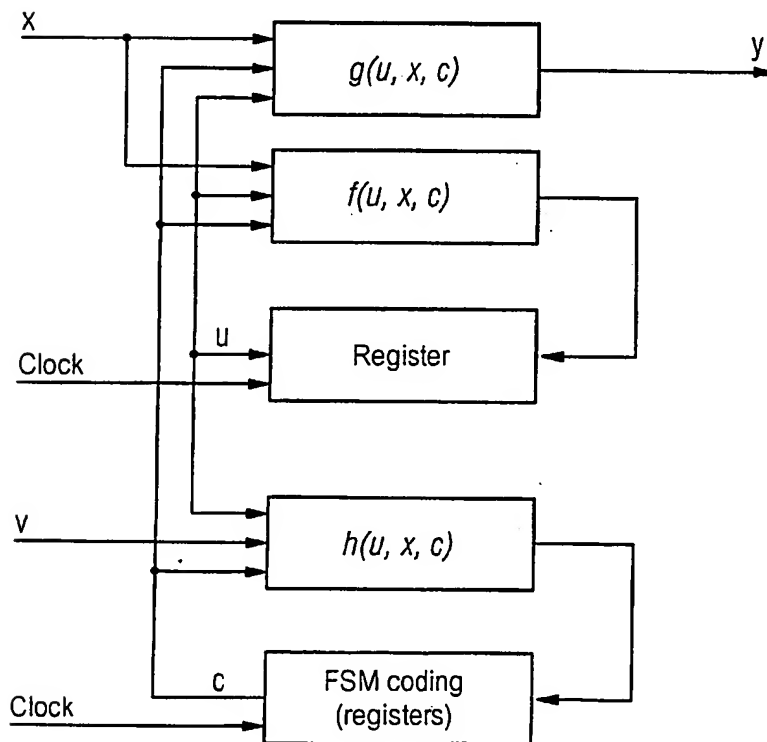 x
g(u, x, c)
y
f(u, x, c)
u
Register
Clock
v
h(u, x, c)
c
FSM coding
(registers)
Clock